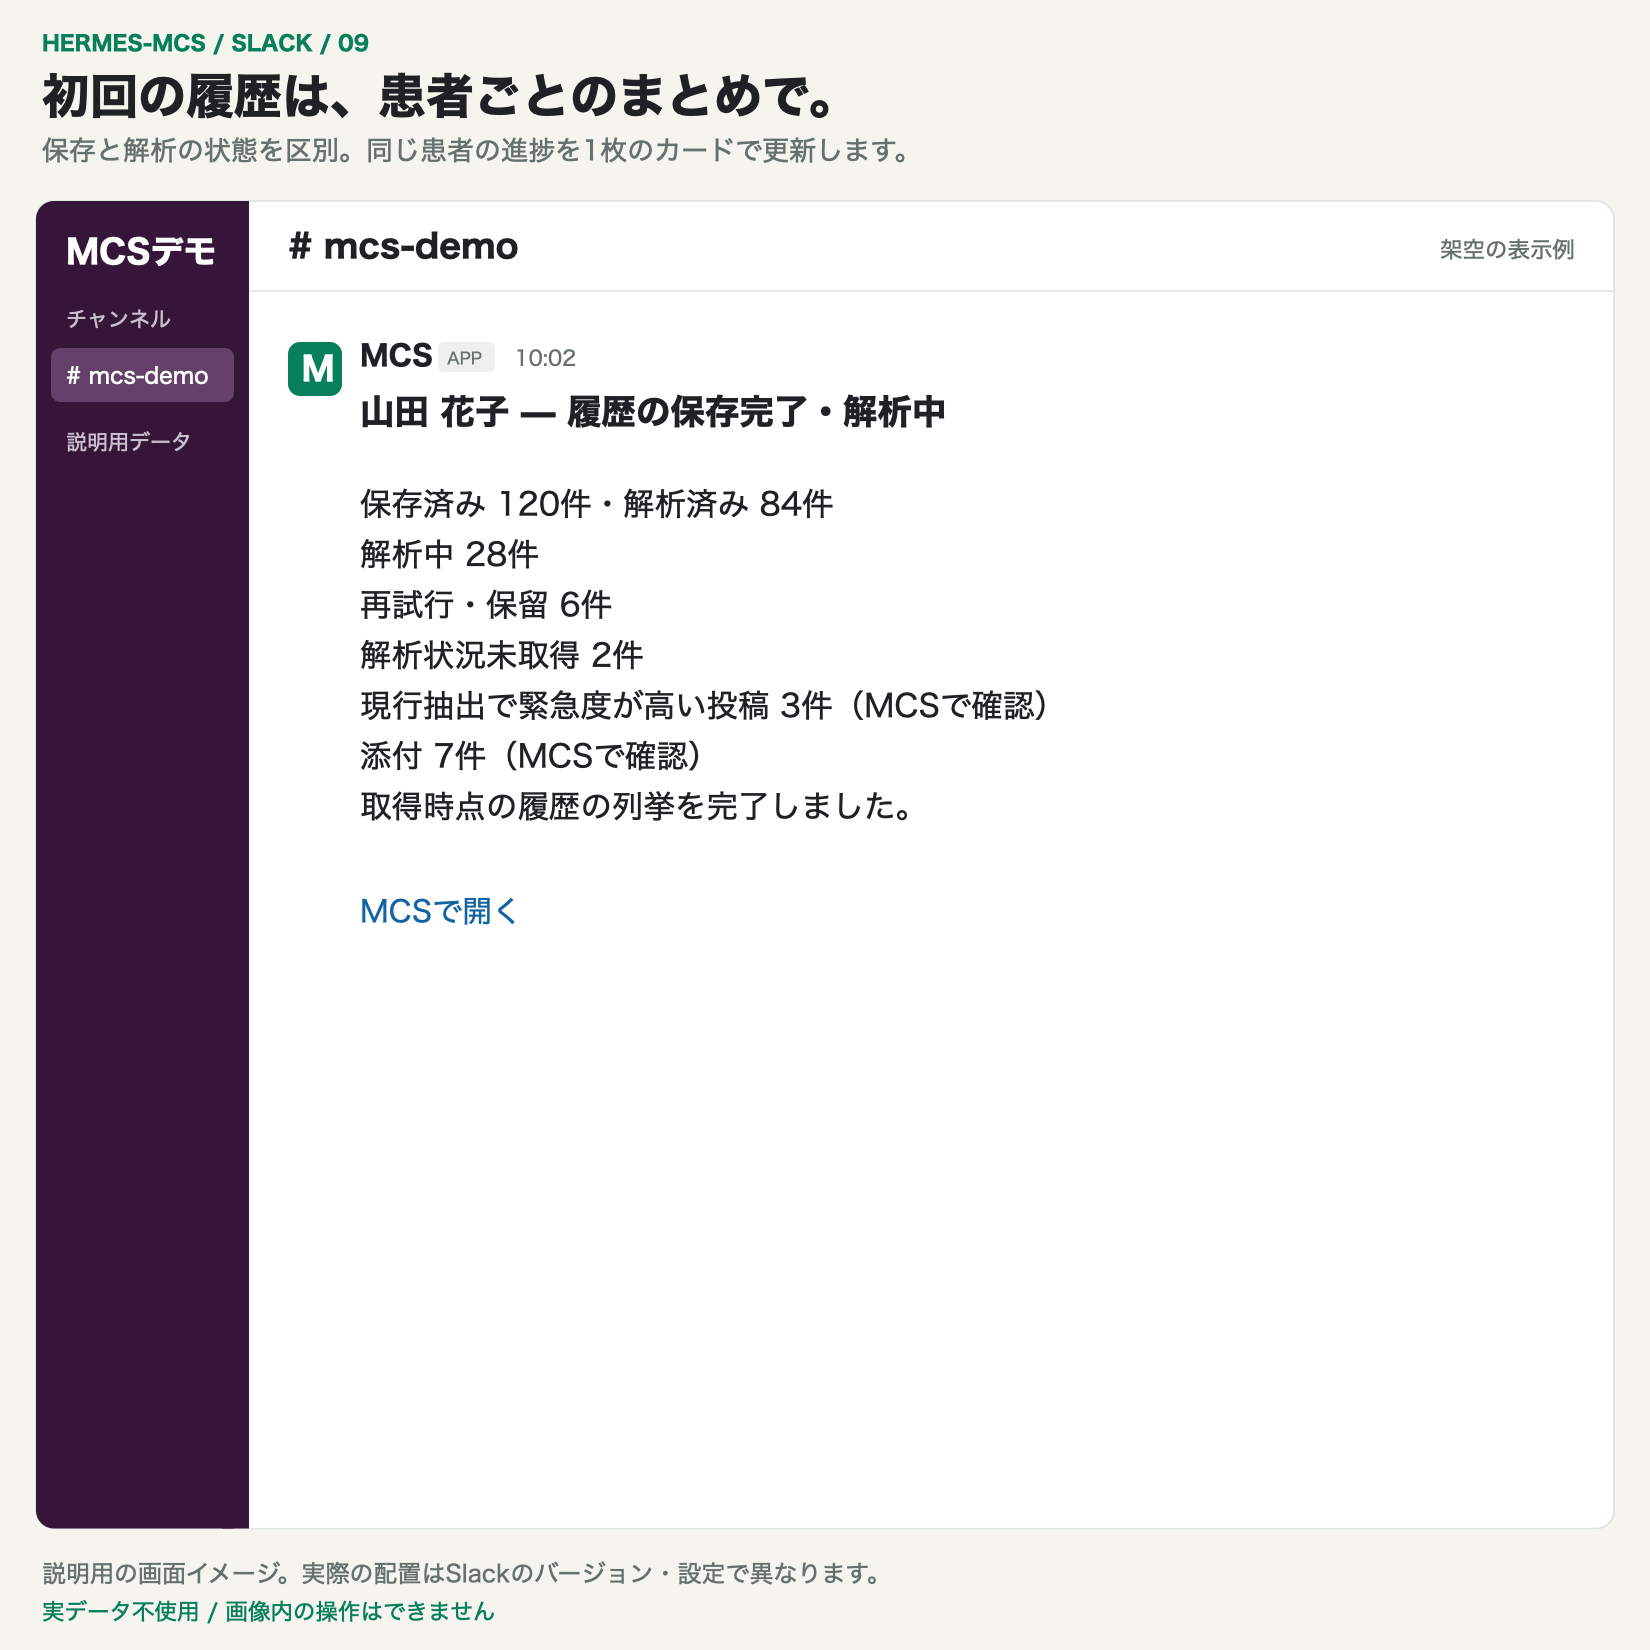 HERMES-MCS / SLACK / 09
初回の履歴は、患者ごとのまとめで。
保存と解析の状態を区別。同じ患者の進捗を1枚のカードで更新します。
MCSデモ
チャンネル
# mcs-demo
説明用データ
# mcs-demo
架空の表示例
M
MCS APP 10:02
山田 花子 — 履歴の保存完了・解析中
保存済み 120件・解析済み 84件
解析中 28件
再試行・保留 6件
解析状況未取得 2件
現行抽出で緊急度が高い投稿 3件（MCSで確認）
添付 7件（MCSで確認）
取得時点の履歴の列挙を完了しました。
MCSで開く
説明用の画面イメージ。実際の配置はSlackのバージョン・設定で異なります。
実データ不使用 / 画像内の操作はできません